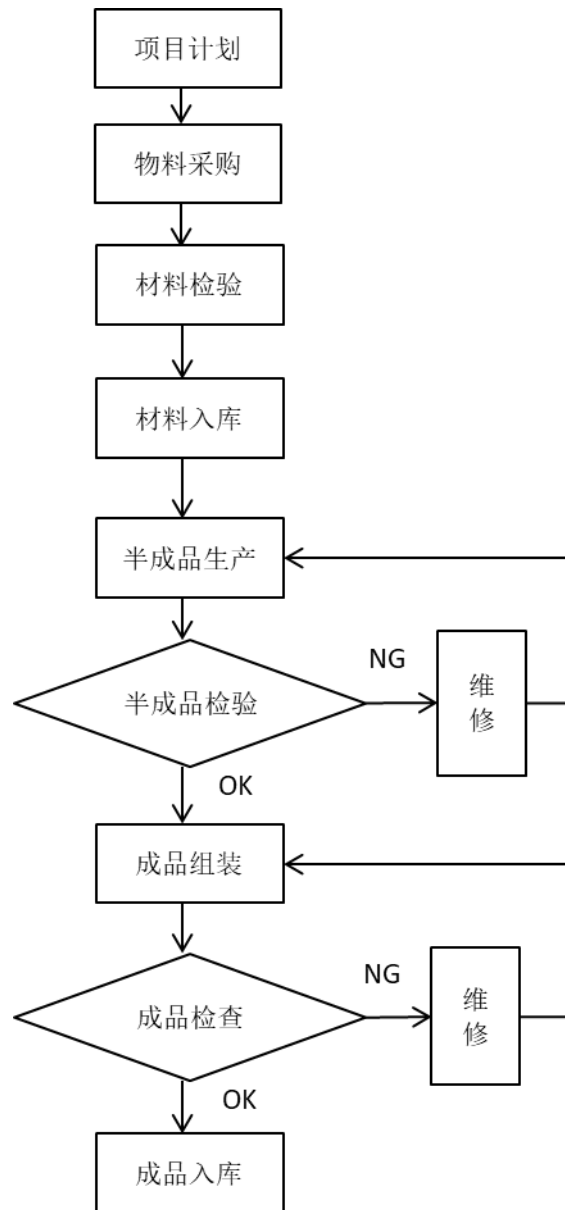 项目计划
物料采购
材料检验
材料入库
半成品生产
半成品检验
NG
维
修
OK
成品组装
成品检查
NG
维
修
OK
成品入库